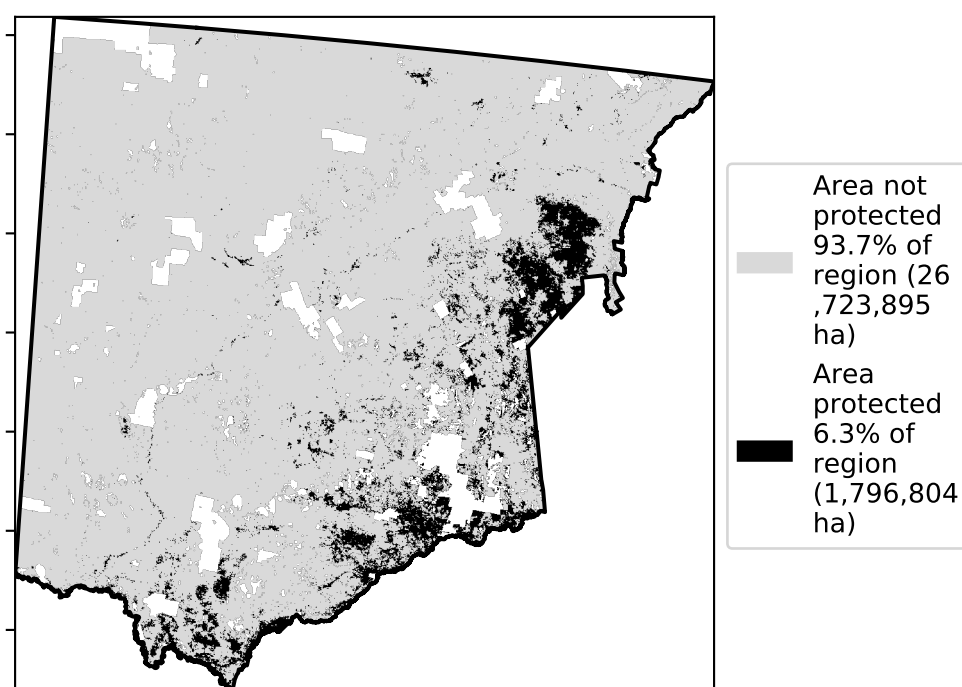 Area not
protected
93.7% of
region (26
,723,895
ha)
Area
protected
6.3% of
region
(1,796,804
ha)